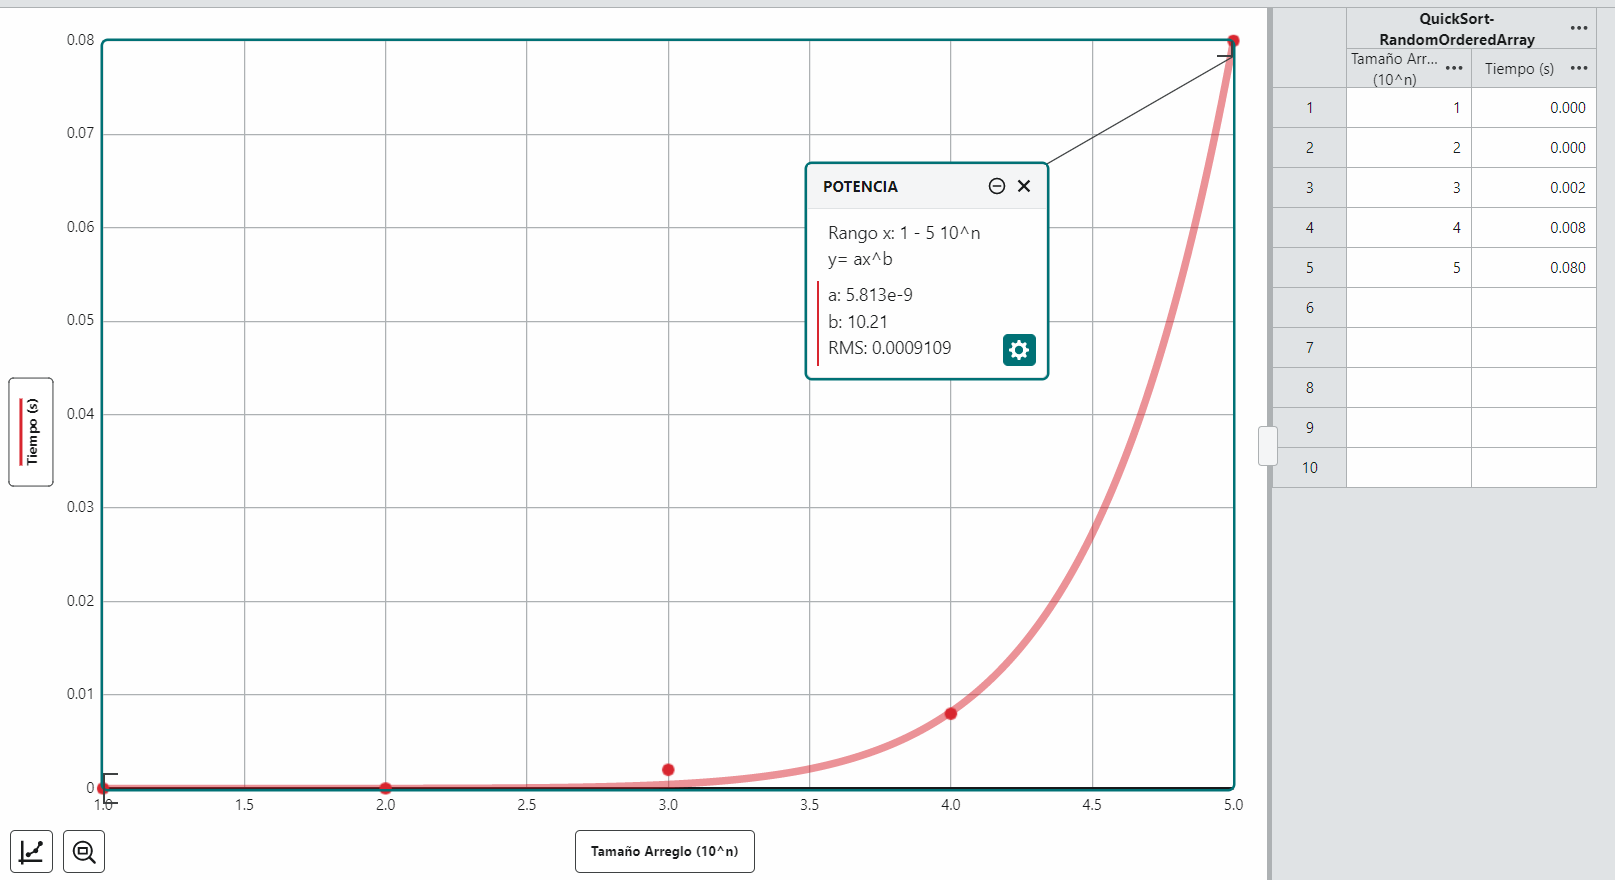 0.08
0.07
0.06
0.05
0.04
0.03
0.02
0.01
0
1.0
1.5
2.0
2.5
3.0
3.5
4.0
4.5
5.0
Tiempo (s)
Tamaño Arreglo (10^n)
POTENCIA
Rango x: 1 - 5 10^n
y= ax^b
a: 5.813e-9
b: 10.21
RMS: 0.0009109
QuickSort-
RandomOrderedArray
Tamaño Arr...
(10^n)
Tiempo (s)
1 1 0.000
2 2 0.000
3 3 0.002
4 4 0.008
5 5 0.080
6
7
8
9
10